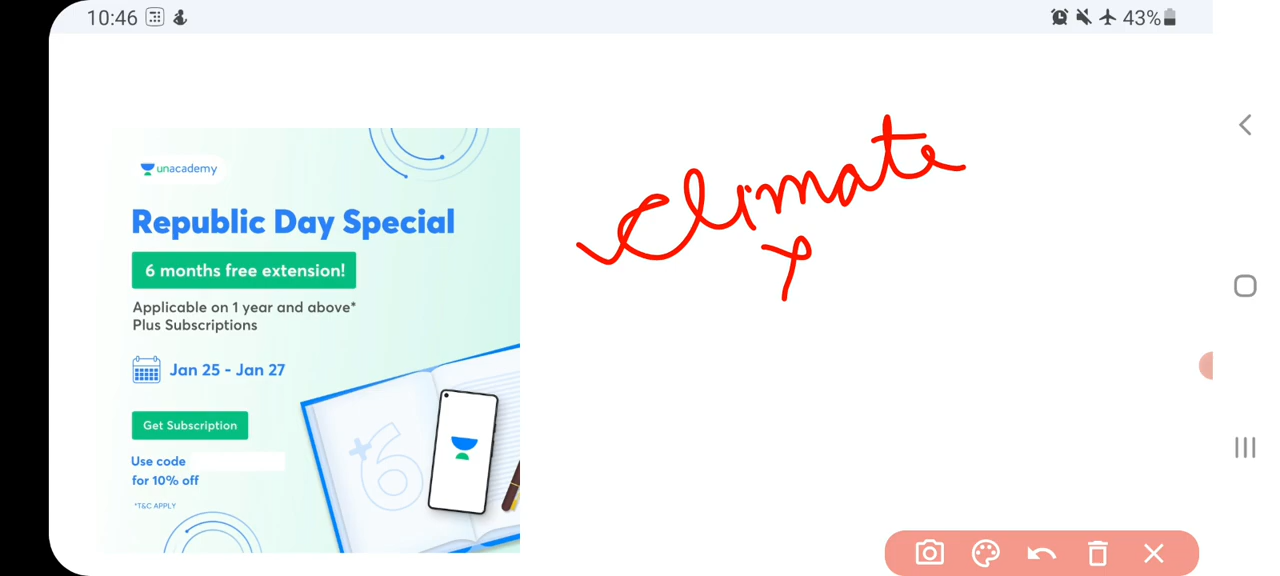 10:46
43%
unacademy
Republic Day Special
6 months free extension!
Applicable on 1 year and above*
Plus Subscriptions
Jan 25 - Jan 27
Get Subscription
Use code
for 10% off
*T&C APPLY
+6
Climate